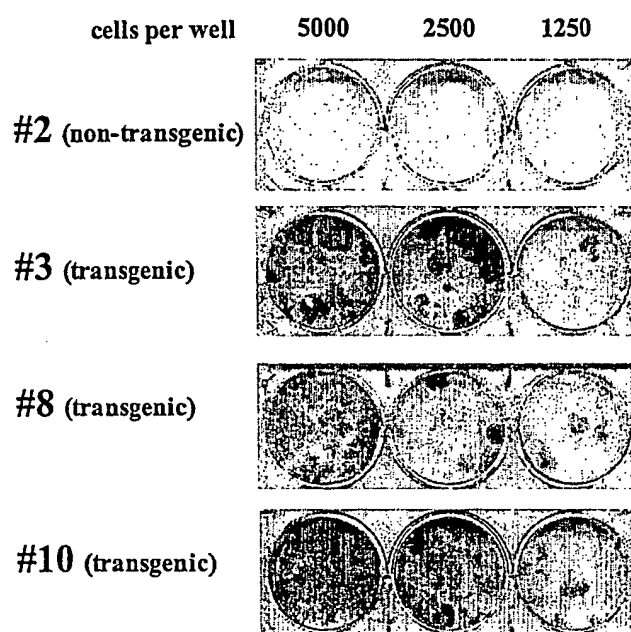 cells per well 5000 2500 1250
#2 (non-transgenic)
#3 (transgenic)
#8 (transgenic)
#10 (transgenic)